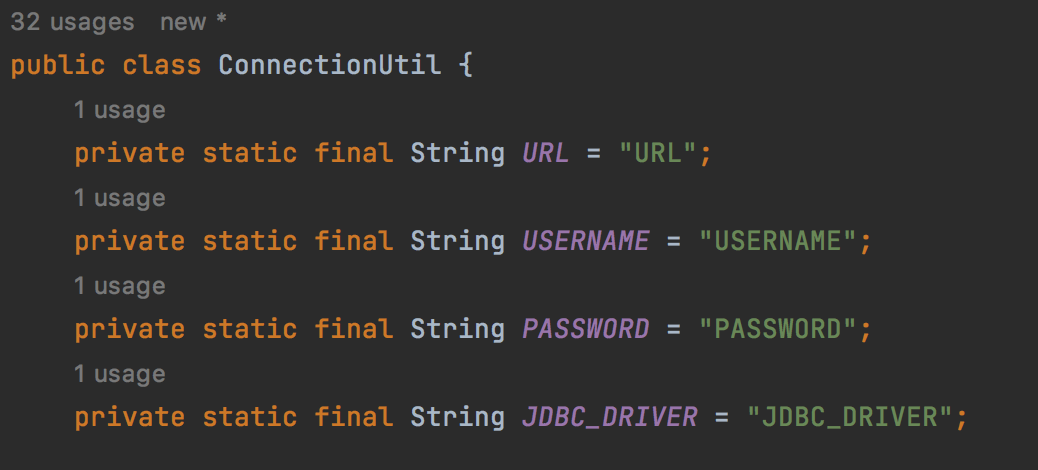 32 usages new *
public class ConnectionUtil {
1 usage
private static final String URL = "URL";
1 usage
private static final String USERNAME = "USERNAME";
1 usage
private static final String PASSWORD = "PASSWORD";
1 usage
private static final String JDBC_DRIVER = "JDBC_DRIVER";